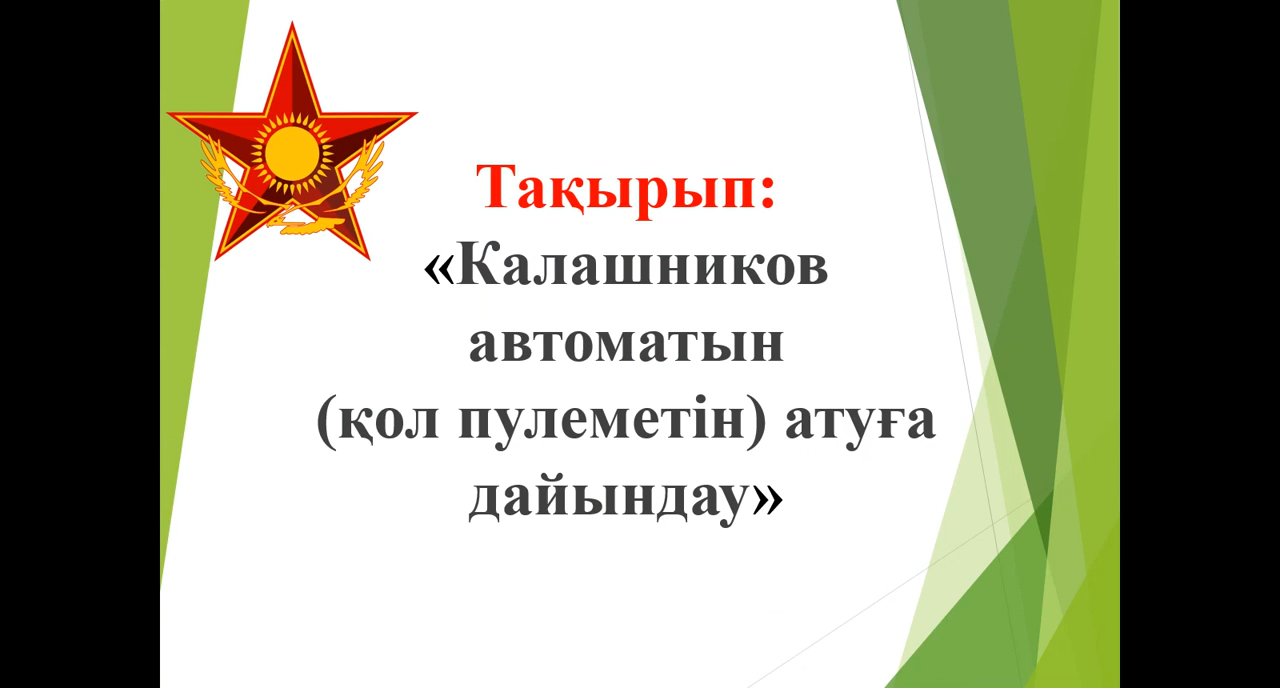 Тақырып:
«Калашников
автоматын
(қол пулеметін) атуға
дайындау»